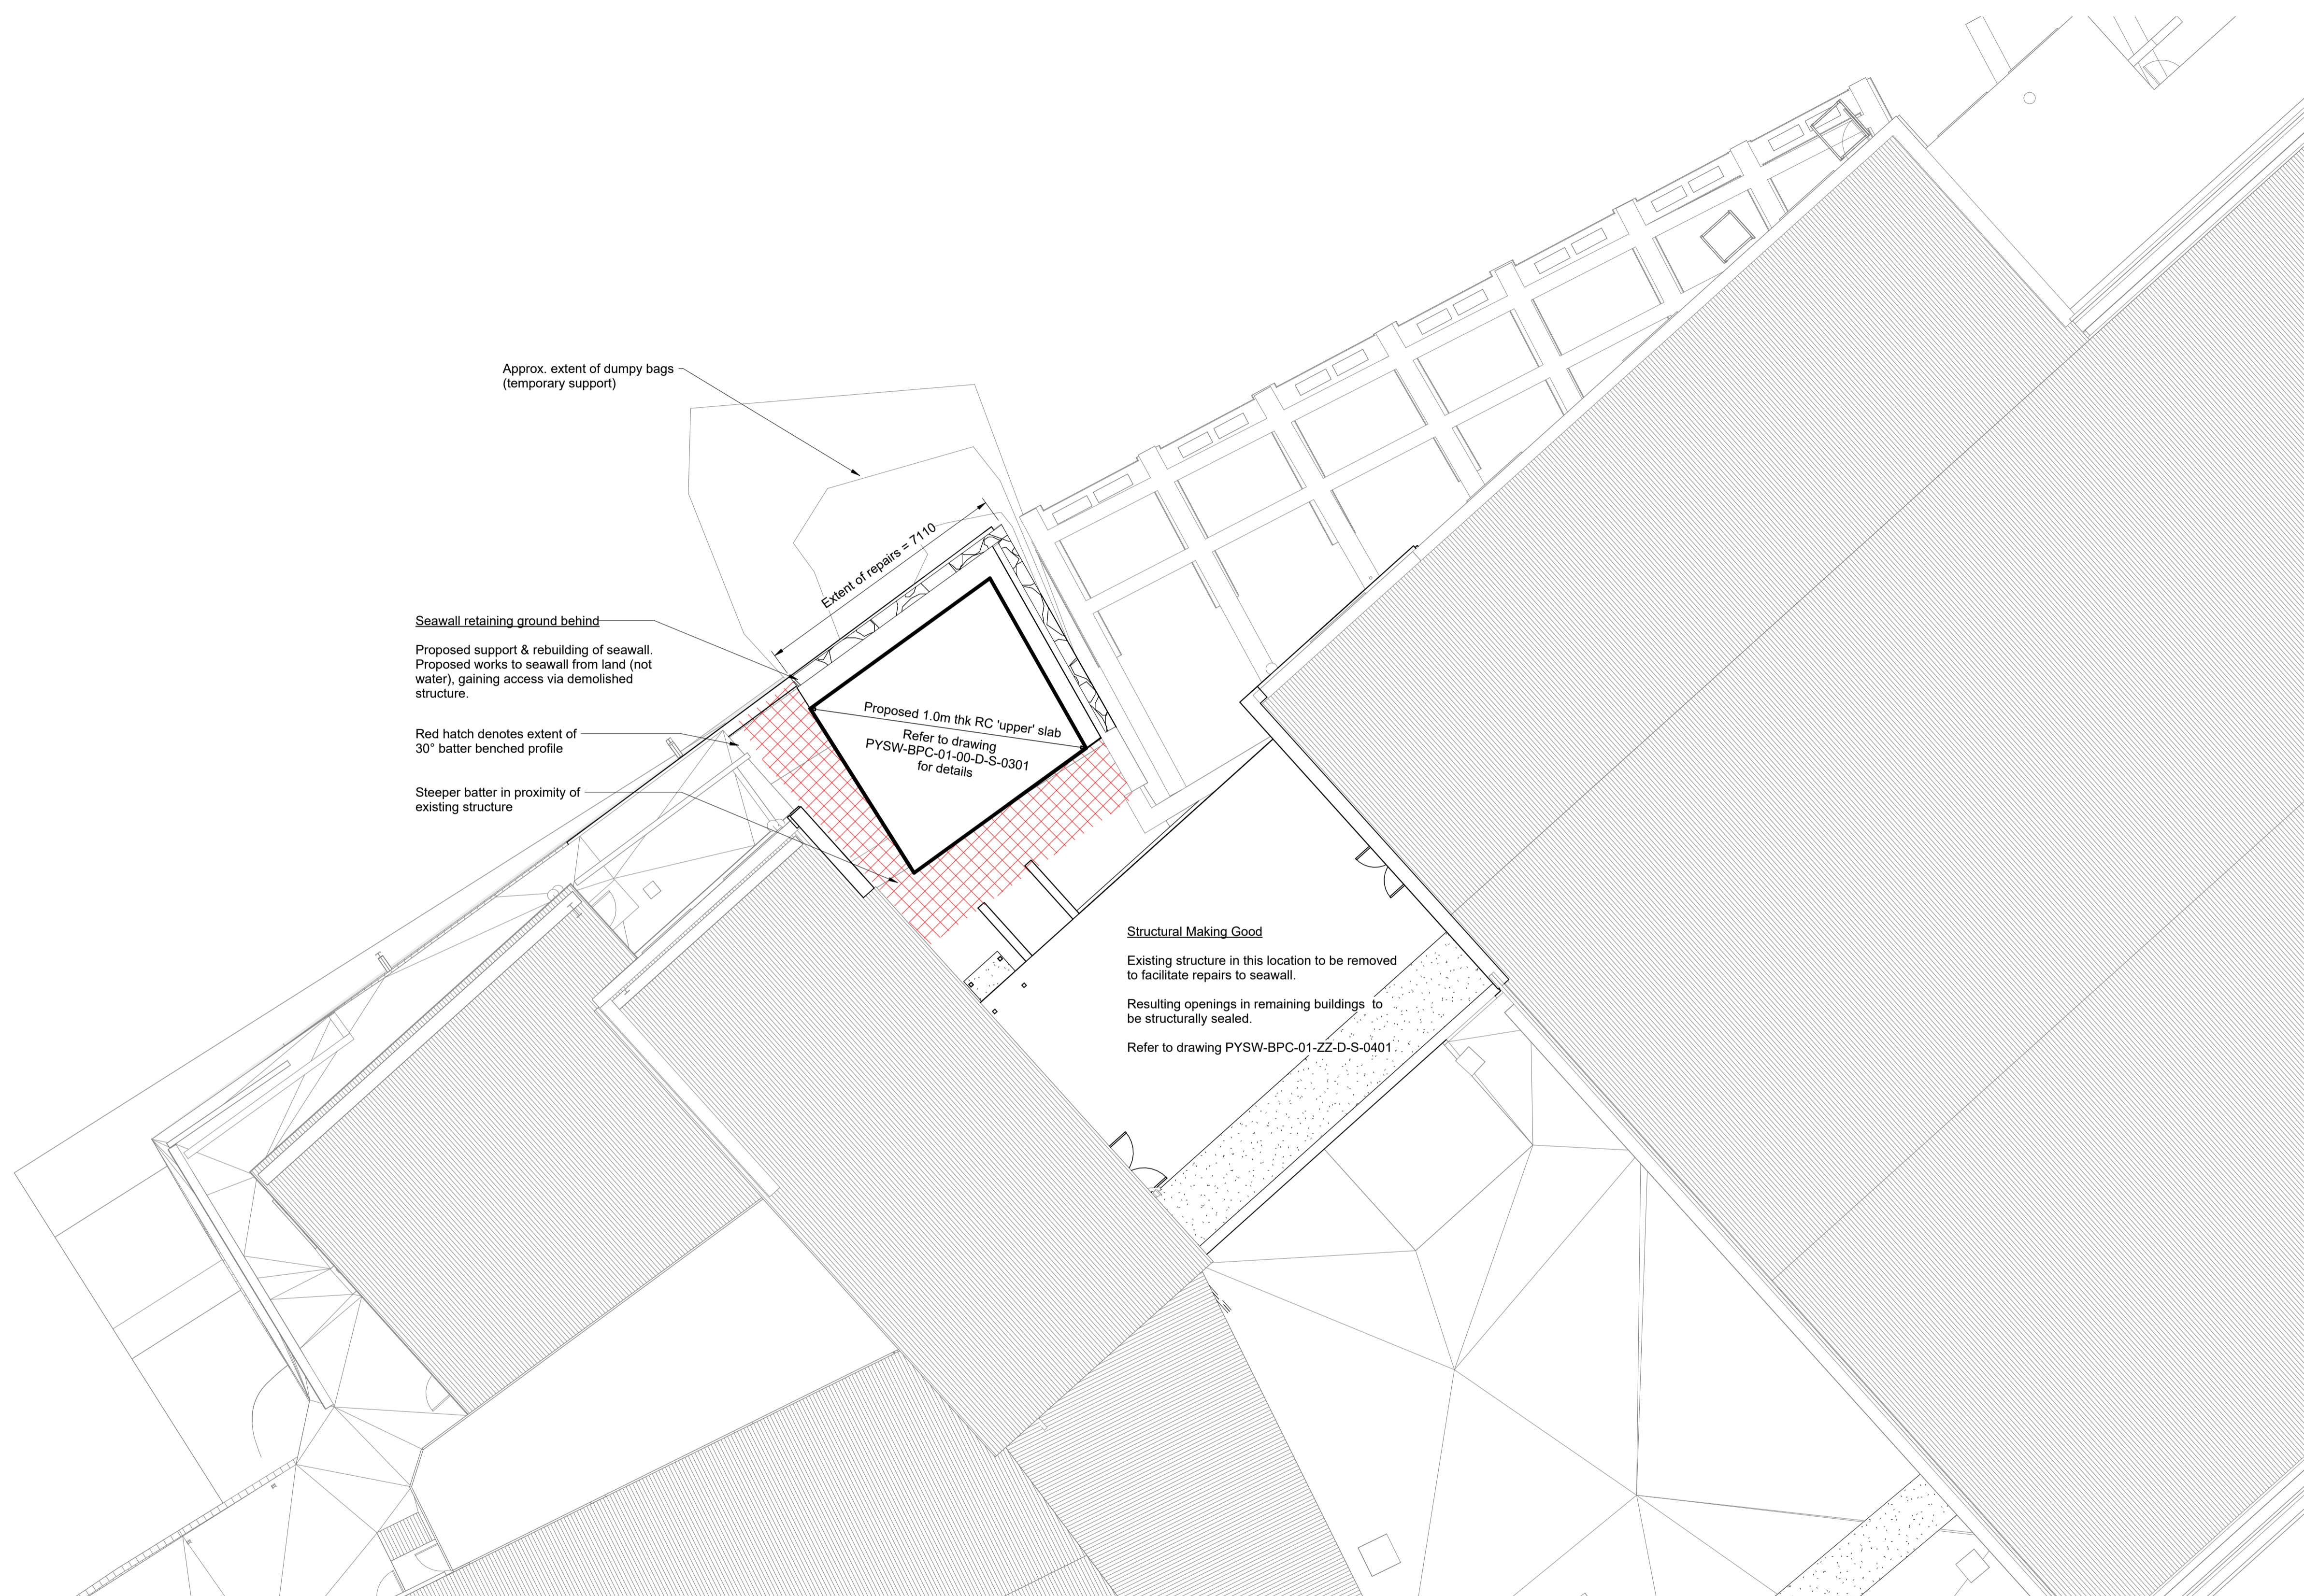 Approx. extent of dumpy bags
(temporary support)
Extent of repairs = 7110
Seawall retaining ground behind
Proposed support & rebuilding of seawall.
Proposed works to seawall from land (not
water), gaining access via demolished
structure.
Red hatch denotes extent of
30° batter benched profile
Steeper batter in proximity of
existing structure
Proposed 1.0m thk RC 'upper' slab
Refer to drawing
PYSW-BPC-01-00-D-S-0301
for details
Structural Making Good
Existing structure in this location to be removed
to facilitate repairs to seawall.
Resulting openings in remaining buildings to
be structurally sealed.
Refer to drawing PYSW-BPC-01-ZZ-D-S-0401